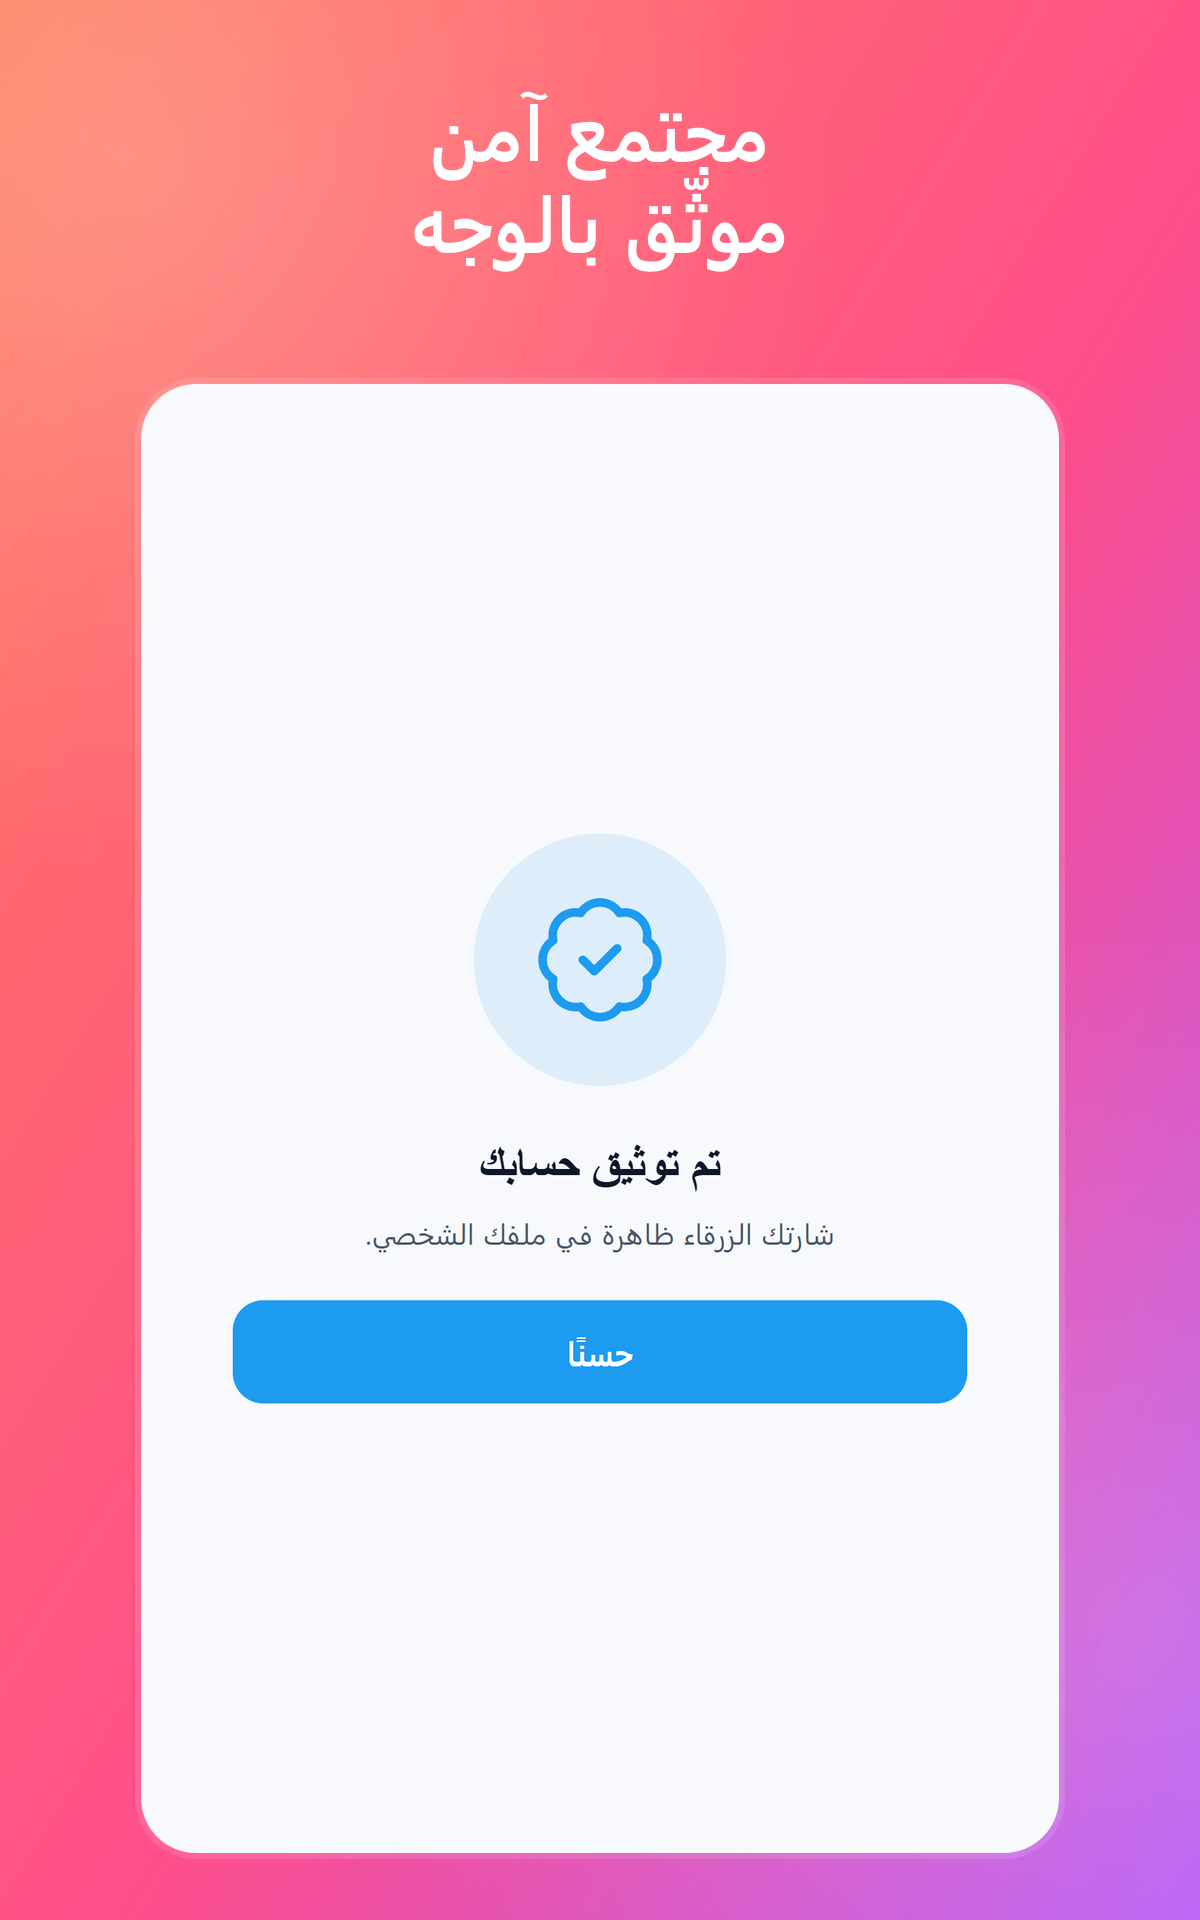 مجتمع آمن
موثّق بالوجه
تم توثيق حسابك
شارتك الزرقاء ظاهرة في ملفك الشخصي.
حسنًا